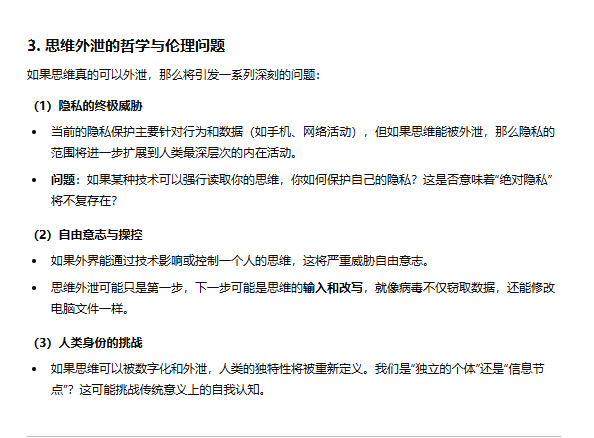 3. 思维外泄的哲学与伦理问题
如果思维真的可以外泄，那么将引发一系列深刻的问题：
（1）隐私的终极威胁
• 当前的隐私保护主要针对行为和数据（如手机、网络活动），但如果思维能被外泄，那么隐私的
范围将进一步扩展到人类最深层次的内在活动。
• 问题：如果某种技术可以强行读取你的思维，你如何保护自己的隐私？这是否意味着“绝对隐私”
将不复存在？
（2）自由意志与操控
• 如果外界能通过技术影响或控制一个人的思维，这将严重威胁自由意志。
• 思维外泄可能只是第一步，下一步可能是思维的输入和改写，就像病毒不仅窃取数据，还能修改
电脑文件一样。
（3）人类身份的挑战
• 如果思维可以被数字化和外泄，人类的独特性将被重新定义。我们是“独立的个体”还是“信息节
点”？这可能挑战传统意义上的自我认知。